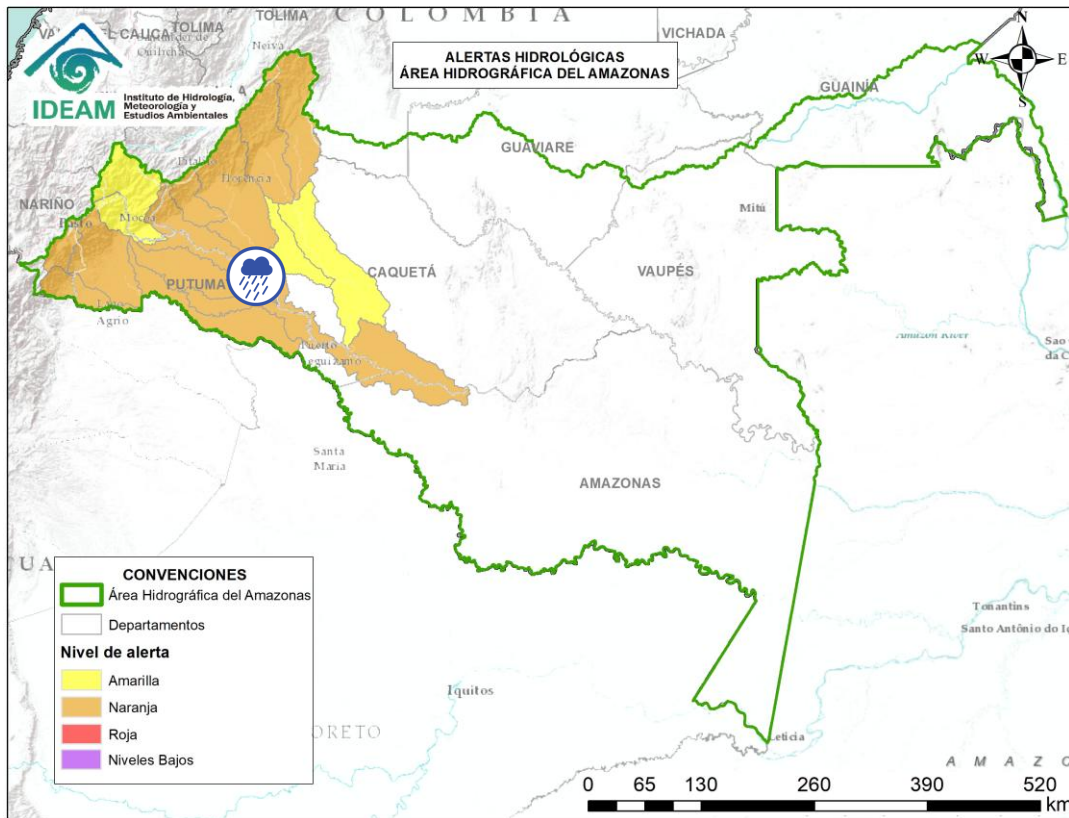 COLOMBIA
TOLIMA
TOLIMA
Neiva
VICHADA
ALERTAS HIDROLÓGICAS
ÁREA HIDROGRÁFICA DEL AMAZONAS
N
W
E
S
IDEAM
Instituto de Hidrología,
Meteorología y
Estudios Ambientales
GUAINÍA
GUAVIARE
NARIÑO
Mocoa
Mitú
PUTUMA
CAQUETÁ
VAUPÉS
Agrio
Puerto
Amazon River
Santa
Maria
AMAZONAS
CONVENCIONES
Área Hidrográfica del Amazonas
Departamentos
Nivel de alerta
Amarilla
Naranja
Roja
Niveles Bajos
Tonantins
Santo Antônio do
Iquitos
ORETO
Leticia
AMAZO
0 65 130 260 390 520
km